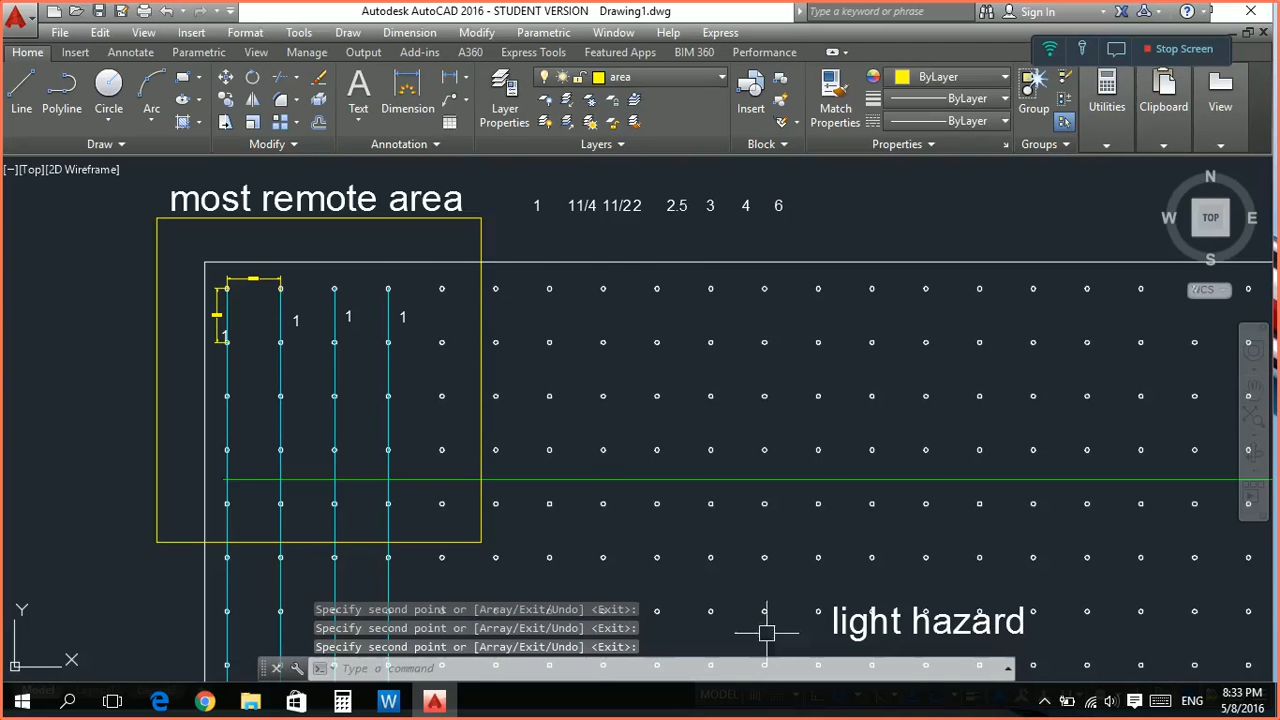 Autodesk AutoCAD 2016 - STUDENT VERSION Drawing1.dwg
Type a keyword or phrase
Sign In
File Edit View Insert Format Tools Draw Dimension Modify Parametric Window Help Express
Home Insert Annotate Parametric View Manage Output Add-ins A360 Express Tools Featured Apps BIM 360 Performance
Stop Screen
Line Polyline Circle Arc
Text Dimension
Layer Properties
area
Insert
Match Properties
ByLayer
ByLayer
ByLayer
Group
Utilities
Clipboard
View
Draw Modify Annotation Layers Block Properties Groups
[−][Top][2D Wireframe]
most remote area
1 11/4 11/22 2.5 3 4 6
N
W TOP E
S
WCS
1 1 1 1
Specify second point or [Array/Exit/Undo] <Exit>:
Specify second point or [Array/Exit/Undo] <Exit>:
Specify second point or [Array/Exit/Undo] <Exit>:
light hazard
Y
X
Type a command
Model
MODEL
ENG
8:33 PM
5/8/2016